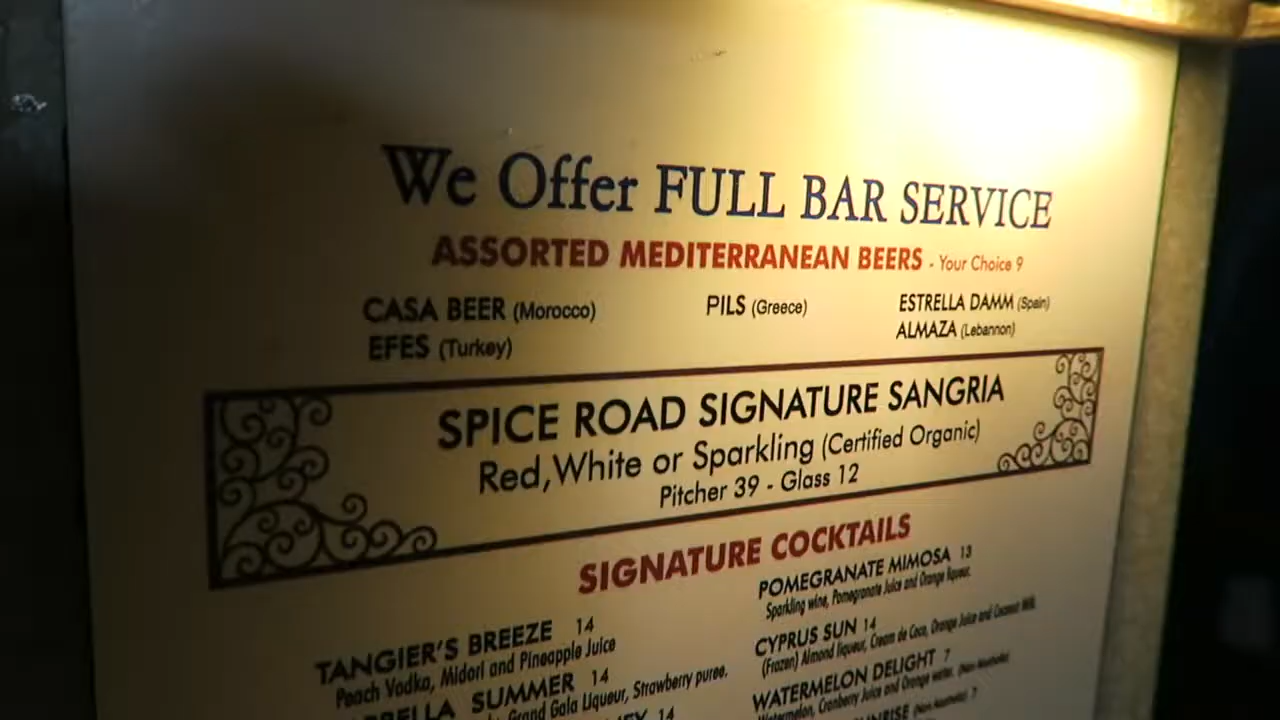 We Offer FULL BAR SERVICE
ASSORTED MEDITERRANEAN BEERS - Your Choice 9
CASA BEER (Morocco)
EFES (Turkey)
PILS (Greece)
ESTRELLA DAMM (Spain)
ALMAZA (Lebannon)
SPICE ROAD SIGNATURE SANGRIA
Red,White or Sparkling (Certified Organic)
Pitcher 39 - Glass 12
SIGNATURE COCKTAILS
TANGIER'S BREEZE 14
Peach Vodka, Midori and Pineapple Juice
SUMMER 14
Grand Gala Liqueur, Strawberry puree.
14
POMEGRANATE MIMOSA 13
Sparkling wine, Pomegranate Juice and Orange liqueur.
CYPRUS SUN 14
(Frozen) Almond liqueur, Cream de Coco, Orange Juice and Coconut Milk.
WATERMELON DELIGHT 7
Watermelon, Cranberry Juice and Orange water. (Non Alcoholic)
7